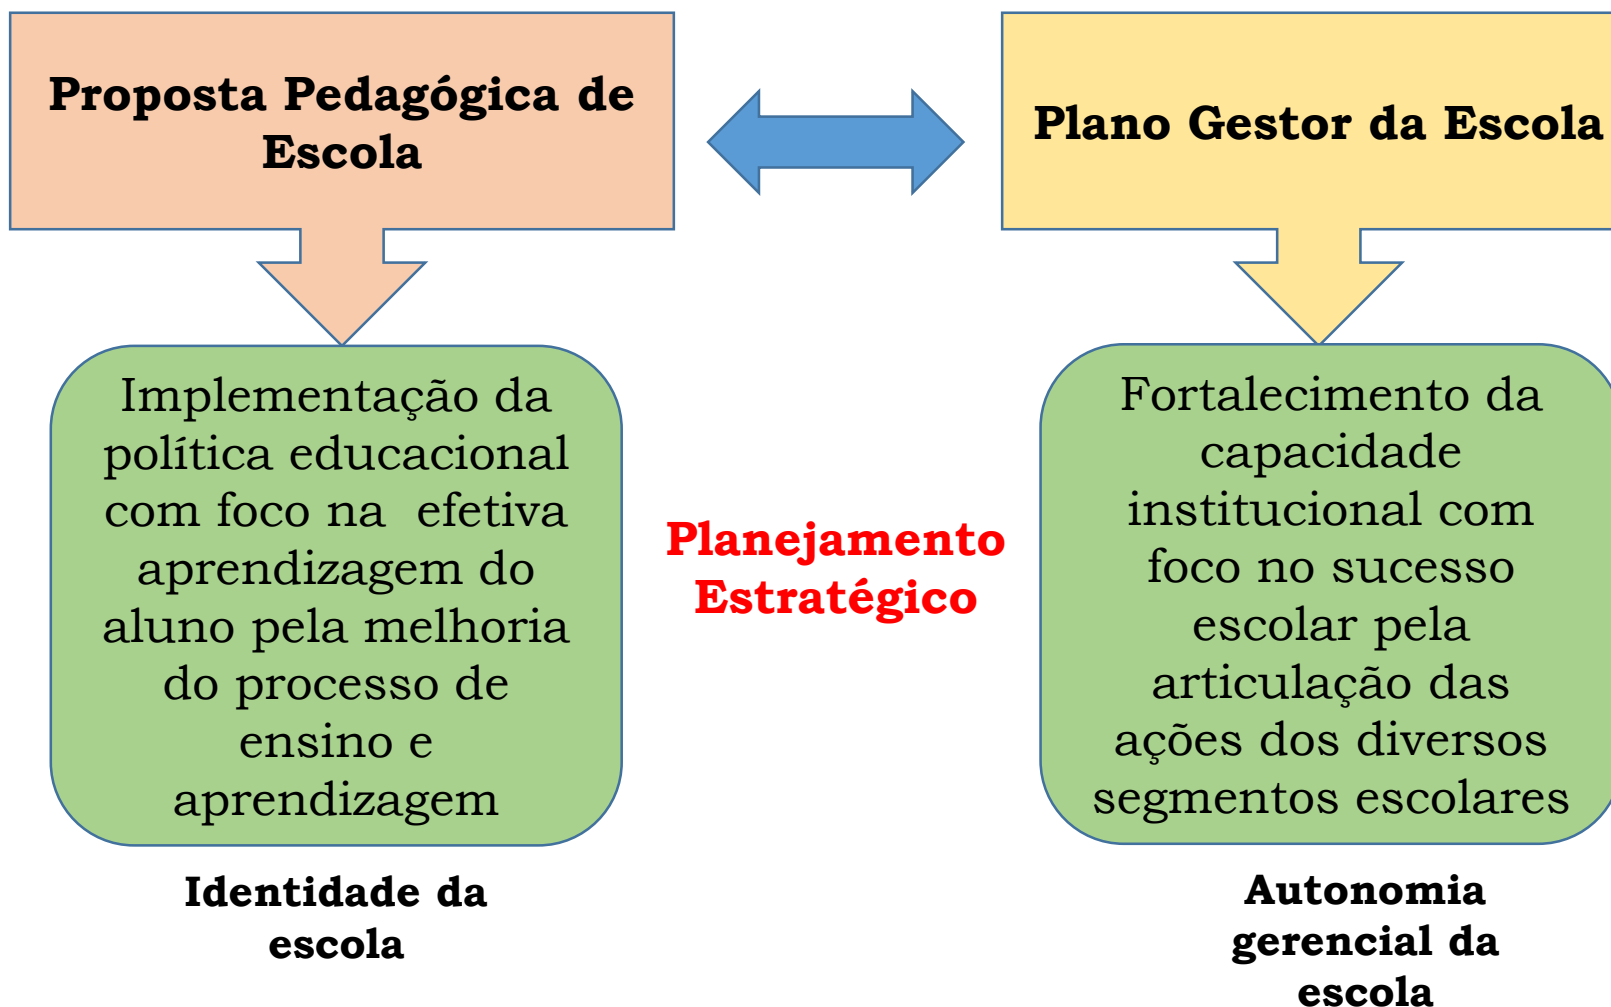 Proposta Pedagógica de
Escola
Plano Gestor da Escola
Implementação da
política educacional
com foco na efetiva
aprendizagem do
aluno pela melhoria
do processo de
ensino e
aprendizagem
Planejamento
Estratégico
Fortalecimento da
capacidade
institucional com
foco no sucesso
escolar pela
articulação das
ações dos diversos
segmentos escolares
Identidade da
escola
Autonomia
gerencial da
escola